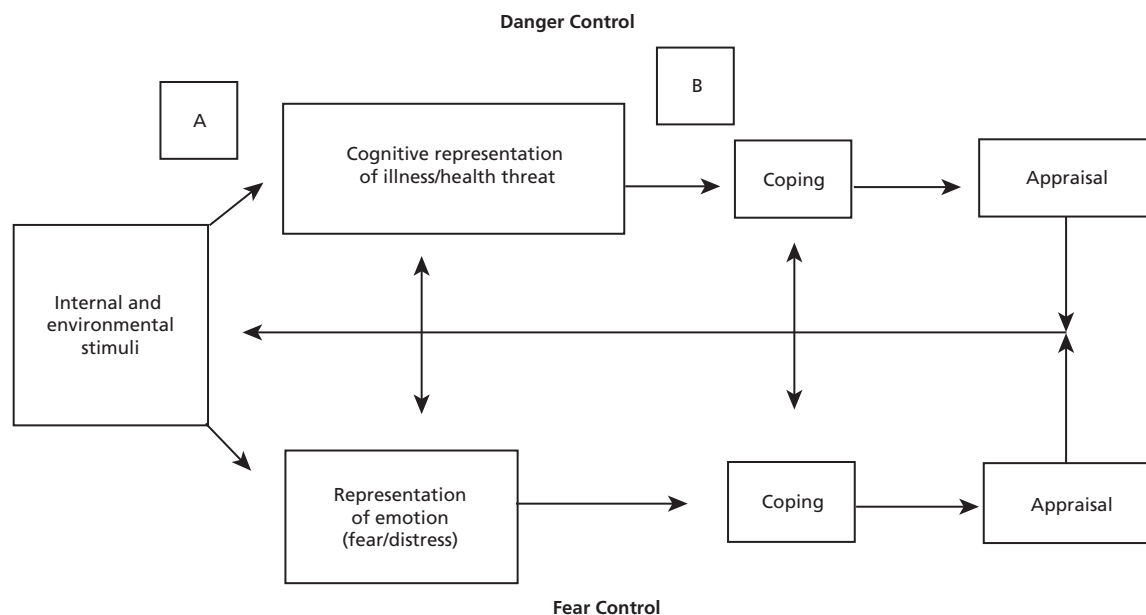 Danger Control
A
B
Cognitive representation
of illness/health threat
Coping
Appraisal
Internal and
environmental
stimuli
Representation
of emotion
(fear/distress)
Coping
Appraisal
Fear Control